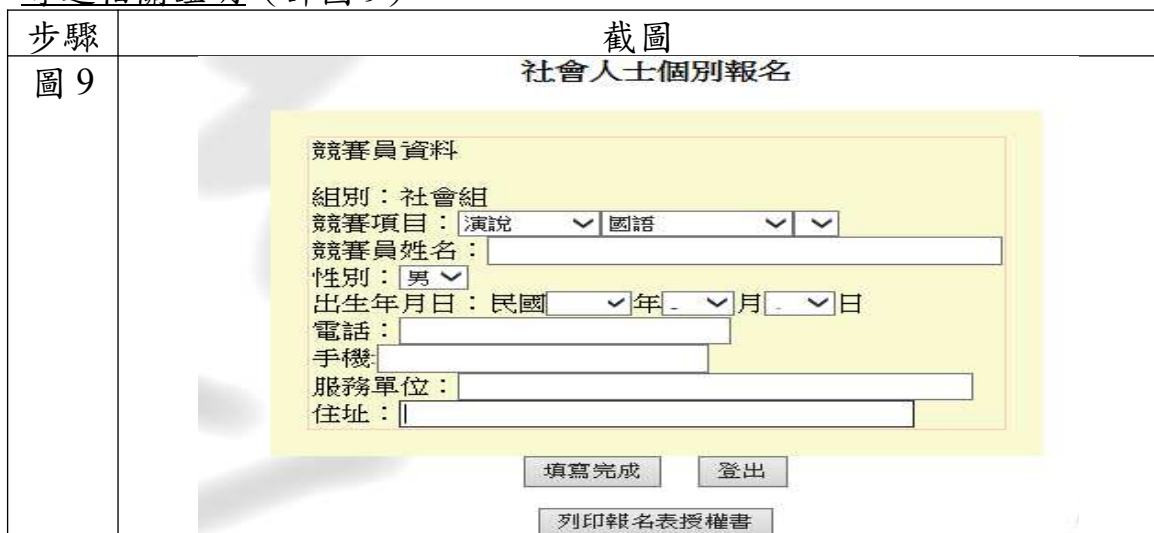 (即圖9)
步驟 截圖
圖 9
社會人士個別報名
競賽員資料
組別：社會組
競賽項目：演說 國語
競賽員姓名：
性別：男
出生年月日：民國 年 - 月 - 日
電話：
手機:
服務單位：
住址：
填寫完成 登出
列印報名表授權書